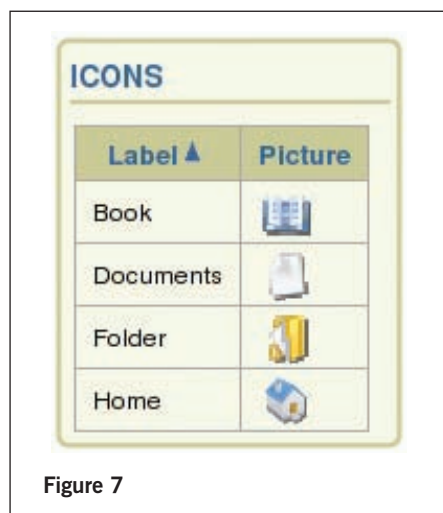 ICONS
Label Picture
Book
Documents
Folder
Home
Figure 7